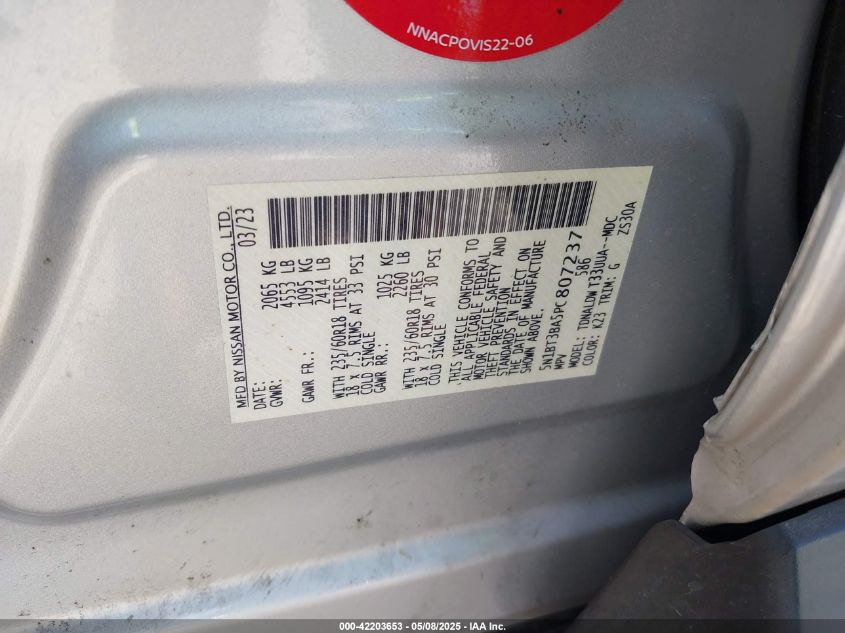 NNACPOVIS22-06
MFD BY NISSAN MOTOR CO., LTD.
DATE: 03/23
GVWR: 2065 KG
4553 LB
GAWR FR.: 1095 KG
2414 LB
WITH 235/60R18 TIRES
18 X 7.5 RIMS AT 33 PSI
COLD SINGLE
GAWR RR.: 1025 KG
2260 LB
WITH 235/60R18 TIRES
18 X 7.5 RIMS AT 30 PSI
COLD SINGLE
THIS VEHICLE CONFORMS TO
ALL APPLICABLE FEDERAL
MOTOR VEHICLE SAFETY AND
THEFT PREVENTION
STANDARDS IN EFFECT ON
THE DATE OF MANUFACTURE
SHOWN ABOVE.
5N1BT3BA5PC807237
MPV 586
MODEL: TDNALDWT33UUA--MDC
COLOR: K23 TRIM: G ZS30A
000-42203653 - 05/08/2025 - IAA Inc.